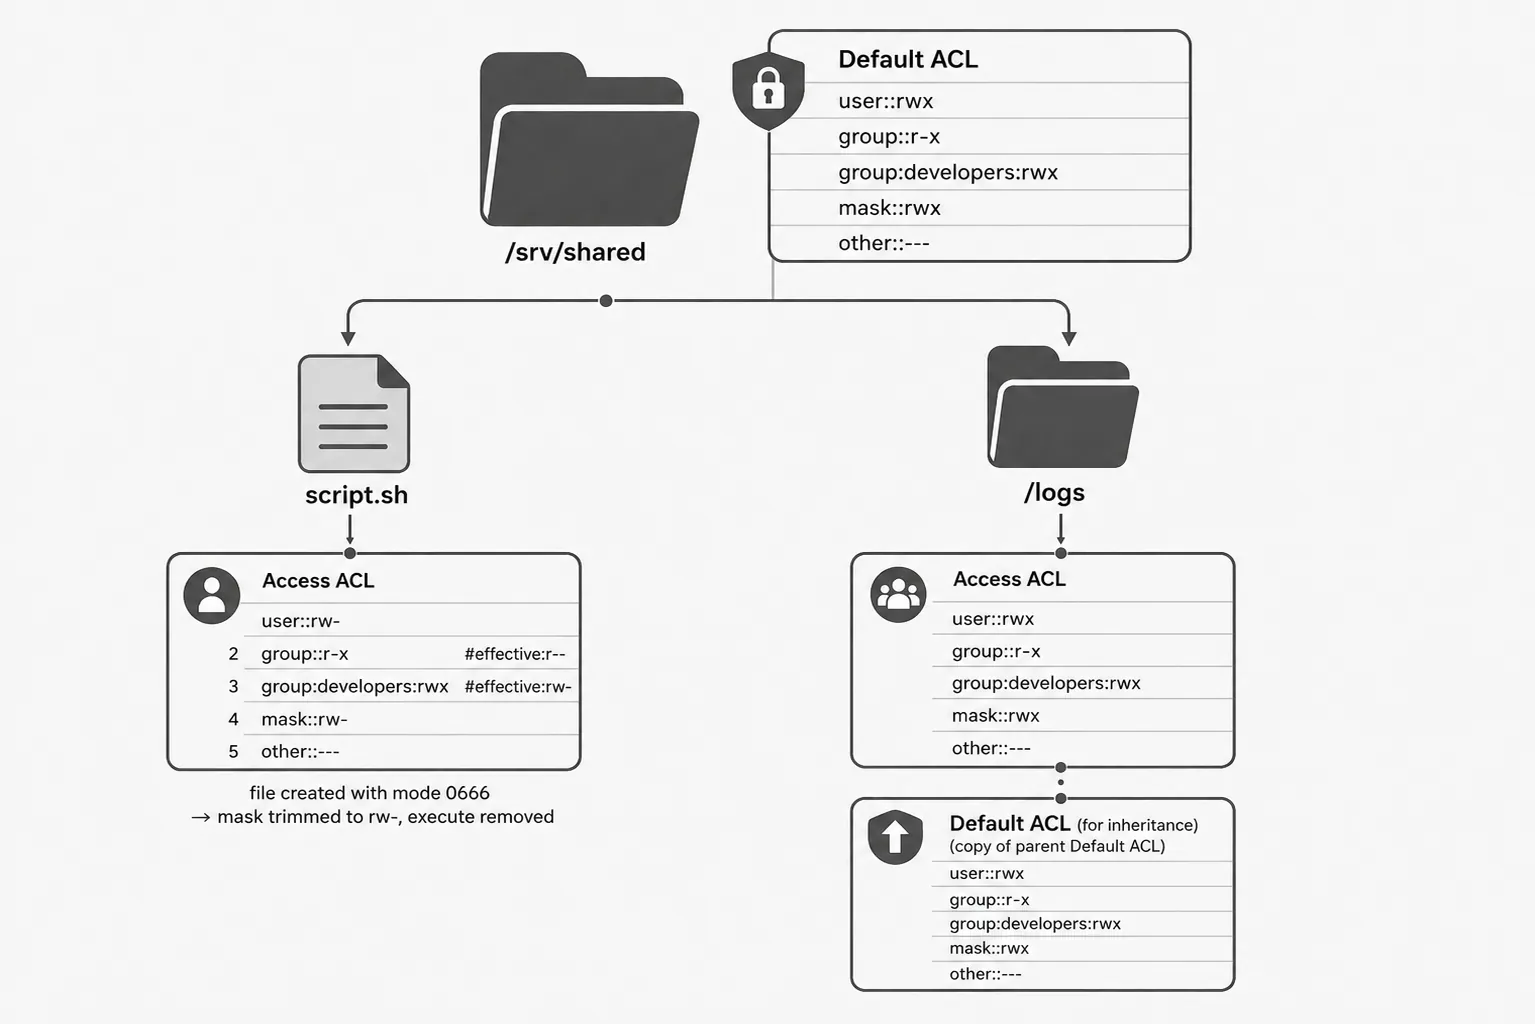 Default ACL
user::rwx
group::r-x
group:developers:rwx
mask::rwx
other::---
/srv/shared
script.sh
Access ACL
user::rw-
2 group::r-x #effective:r--
3 group:developers:rwx #effective:rw-
4 mask::rw-
5 other::---
file created with mode 0666
→ mask trimmed to rw-, execute removed
/logs
Access ACL
user::rwx
group::r-x
group:developers:rwx
mask::rwx
other::---
Default ACL (for inheritance)
(copy of parent Default ACL)
user::rwx
group::r-x
group:developers:rwx
mask::rwx
other::---